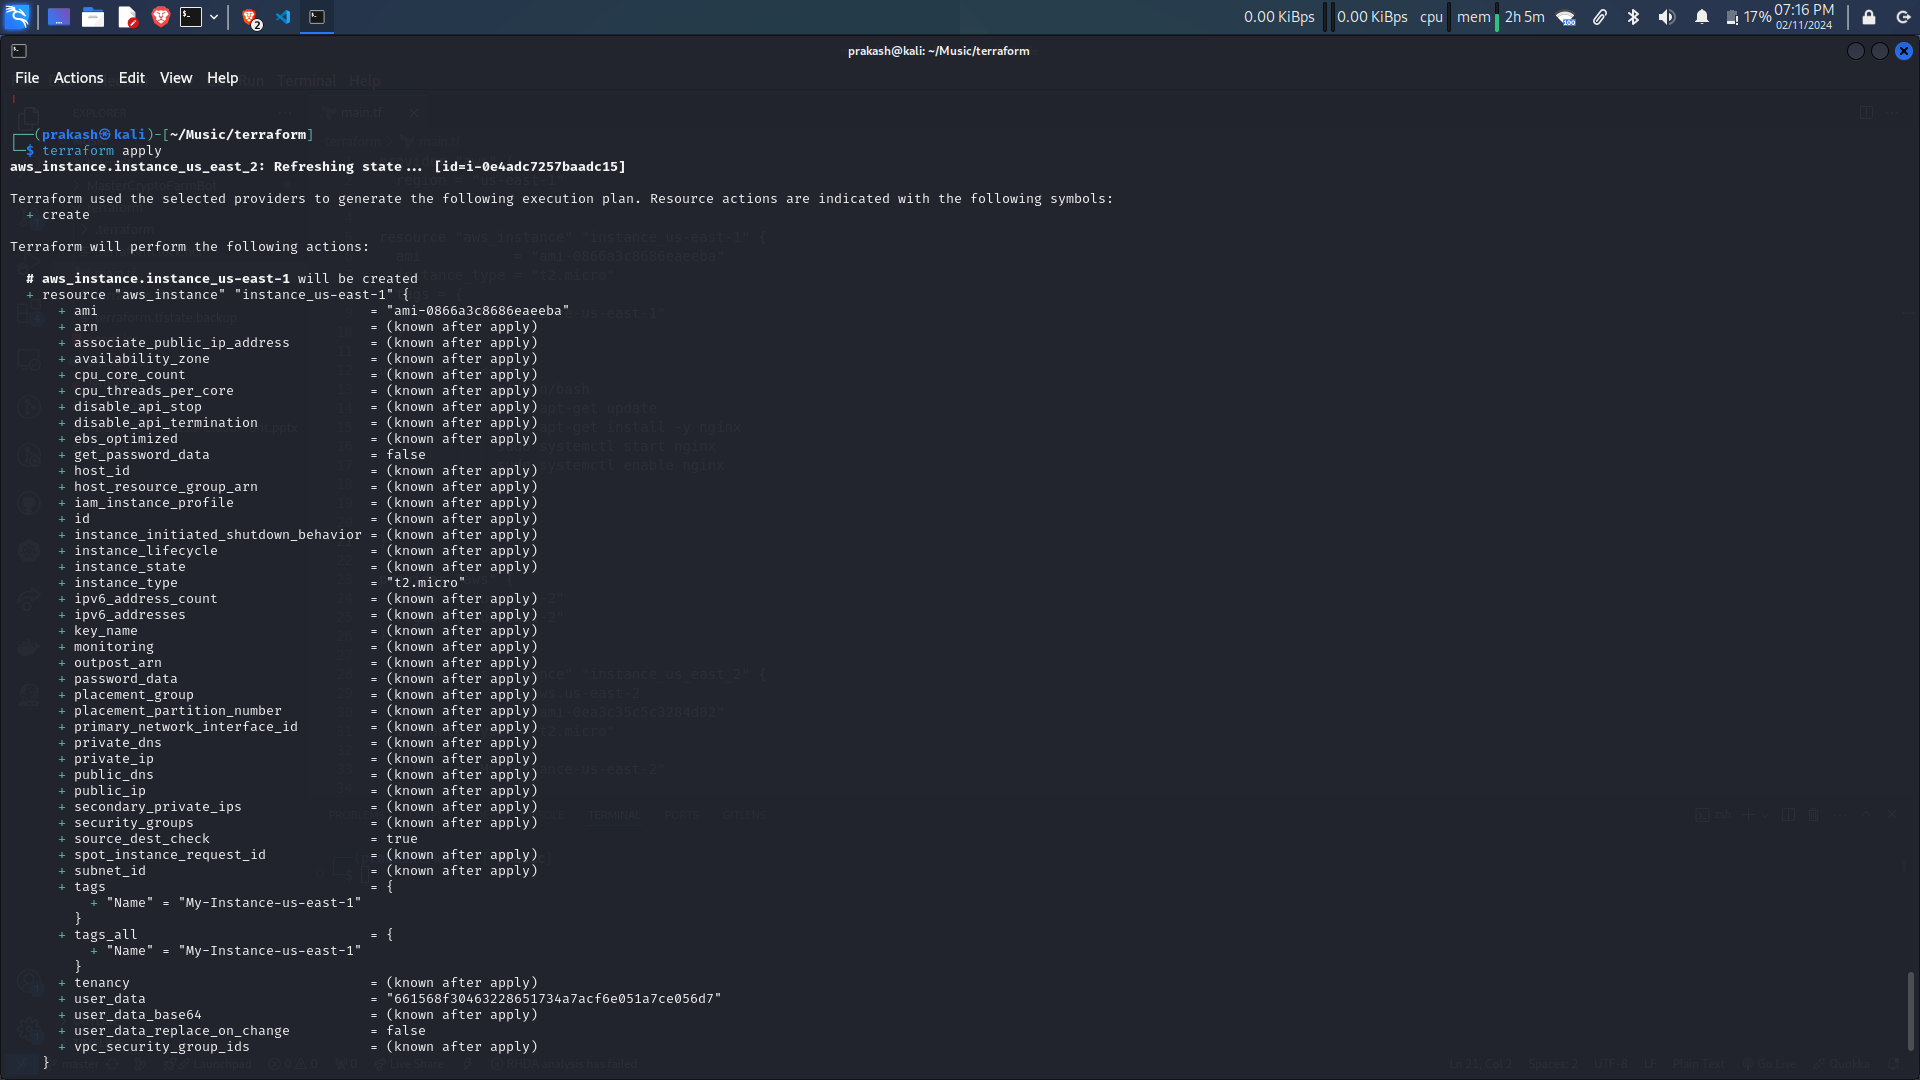 2
0.00 KiBps
0.00 KiBps
cpu
mem
2h 5m
100
17%
07:16 PM
02/11/2024
prakash@kali: ~/Music/terraform
File Actions Edit View Help
(prakash㉿kali)-[~/Music/terraform]
$ terraform apply
aws_instance.instance_us_east_2: Refreshing state... [id=i-0e4adc7257baadc15]
Terraform used the selected providers to generate the following execution plan. Resource actions are indicated with the following symbols:
+ create
Terraform will perform the following actions:
# aws_instance.instance_us-east-1 will be created
+ resource "aws_instance" "instance_us-east-1" {
+ ami = "ami-0866a3c8686eaeeba"
+ arn = (known after apply)
+ associate_public_ip_address = (known after apply)
+ availability_zone = (known after apply)
+ cpu_core_count = (known after apply)
+ cpu_threads_per_core = (known after apply)
+ disable_api_stop = (known after apply)
+ disable_api_termination = (known after apply)
+ ebs_optimized = (known after apply)
+ get_password_data = false
+ host_id = (known after apply)
+ host_resource_group_arn = (known after apply)
+ iam_instance_profile = (known after apply)
+ id = (known after apply)
+ instance_initiated_shutdown_behavior = (known after apply)
+ instance_lifecycle = (known after apply)
+ instance_state = (known after apply)
+ instance_type = "t2.micro"
+ ipv6_address_count = (known after apply)
+ ipv6_addresses = (known after apply)
+ key_name = (known after apply)
+ monitoring = (known after apply)
+ outpost_arn = (known after apply)
+ password_data = (known after apply)
+ placement_group = (known after apply)
+ placement_partition_number = (known after apply)
+ primary_network_interface_id = (known after apply)
+ private_dns = (known after apply)
+ private_ip = (known after apply)
+ public_dns = (known after apply)
+ public_ip = (known after apply)
+ secondary_private_ips = (known after apply)
+ security_groups = (known after apply)
+ source_dest_check = true
+ spot_instance_request_id = (known after apply)
+ subnet_id = (known after apply)
+ tags = {
+ "Name" = "My-Instance-us-east-1"
}
+ tags_all = {
+ "Name" = "My-Instance-us-east-1"
}
+ tenancy = (known after apply)
+ user_data = "661568f30463228651734a7acf6e051a7ce056d7"
+ user_data_base64 = (known after apply)
+ user_data_replace_on_change = false
+ vpc_security_group_ids = (known after apply)
}